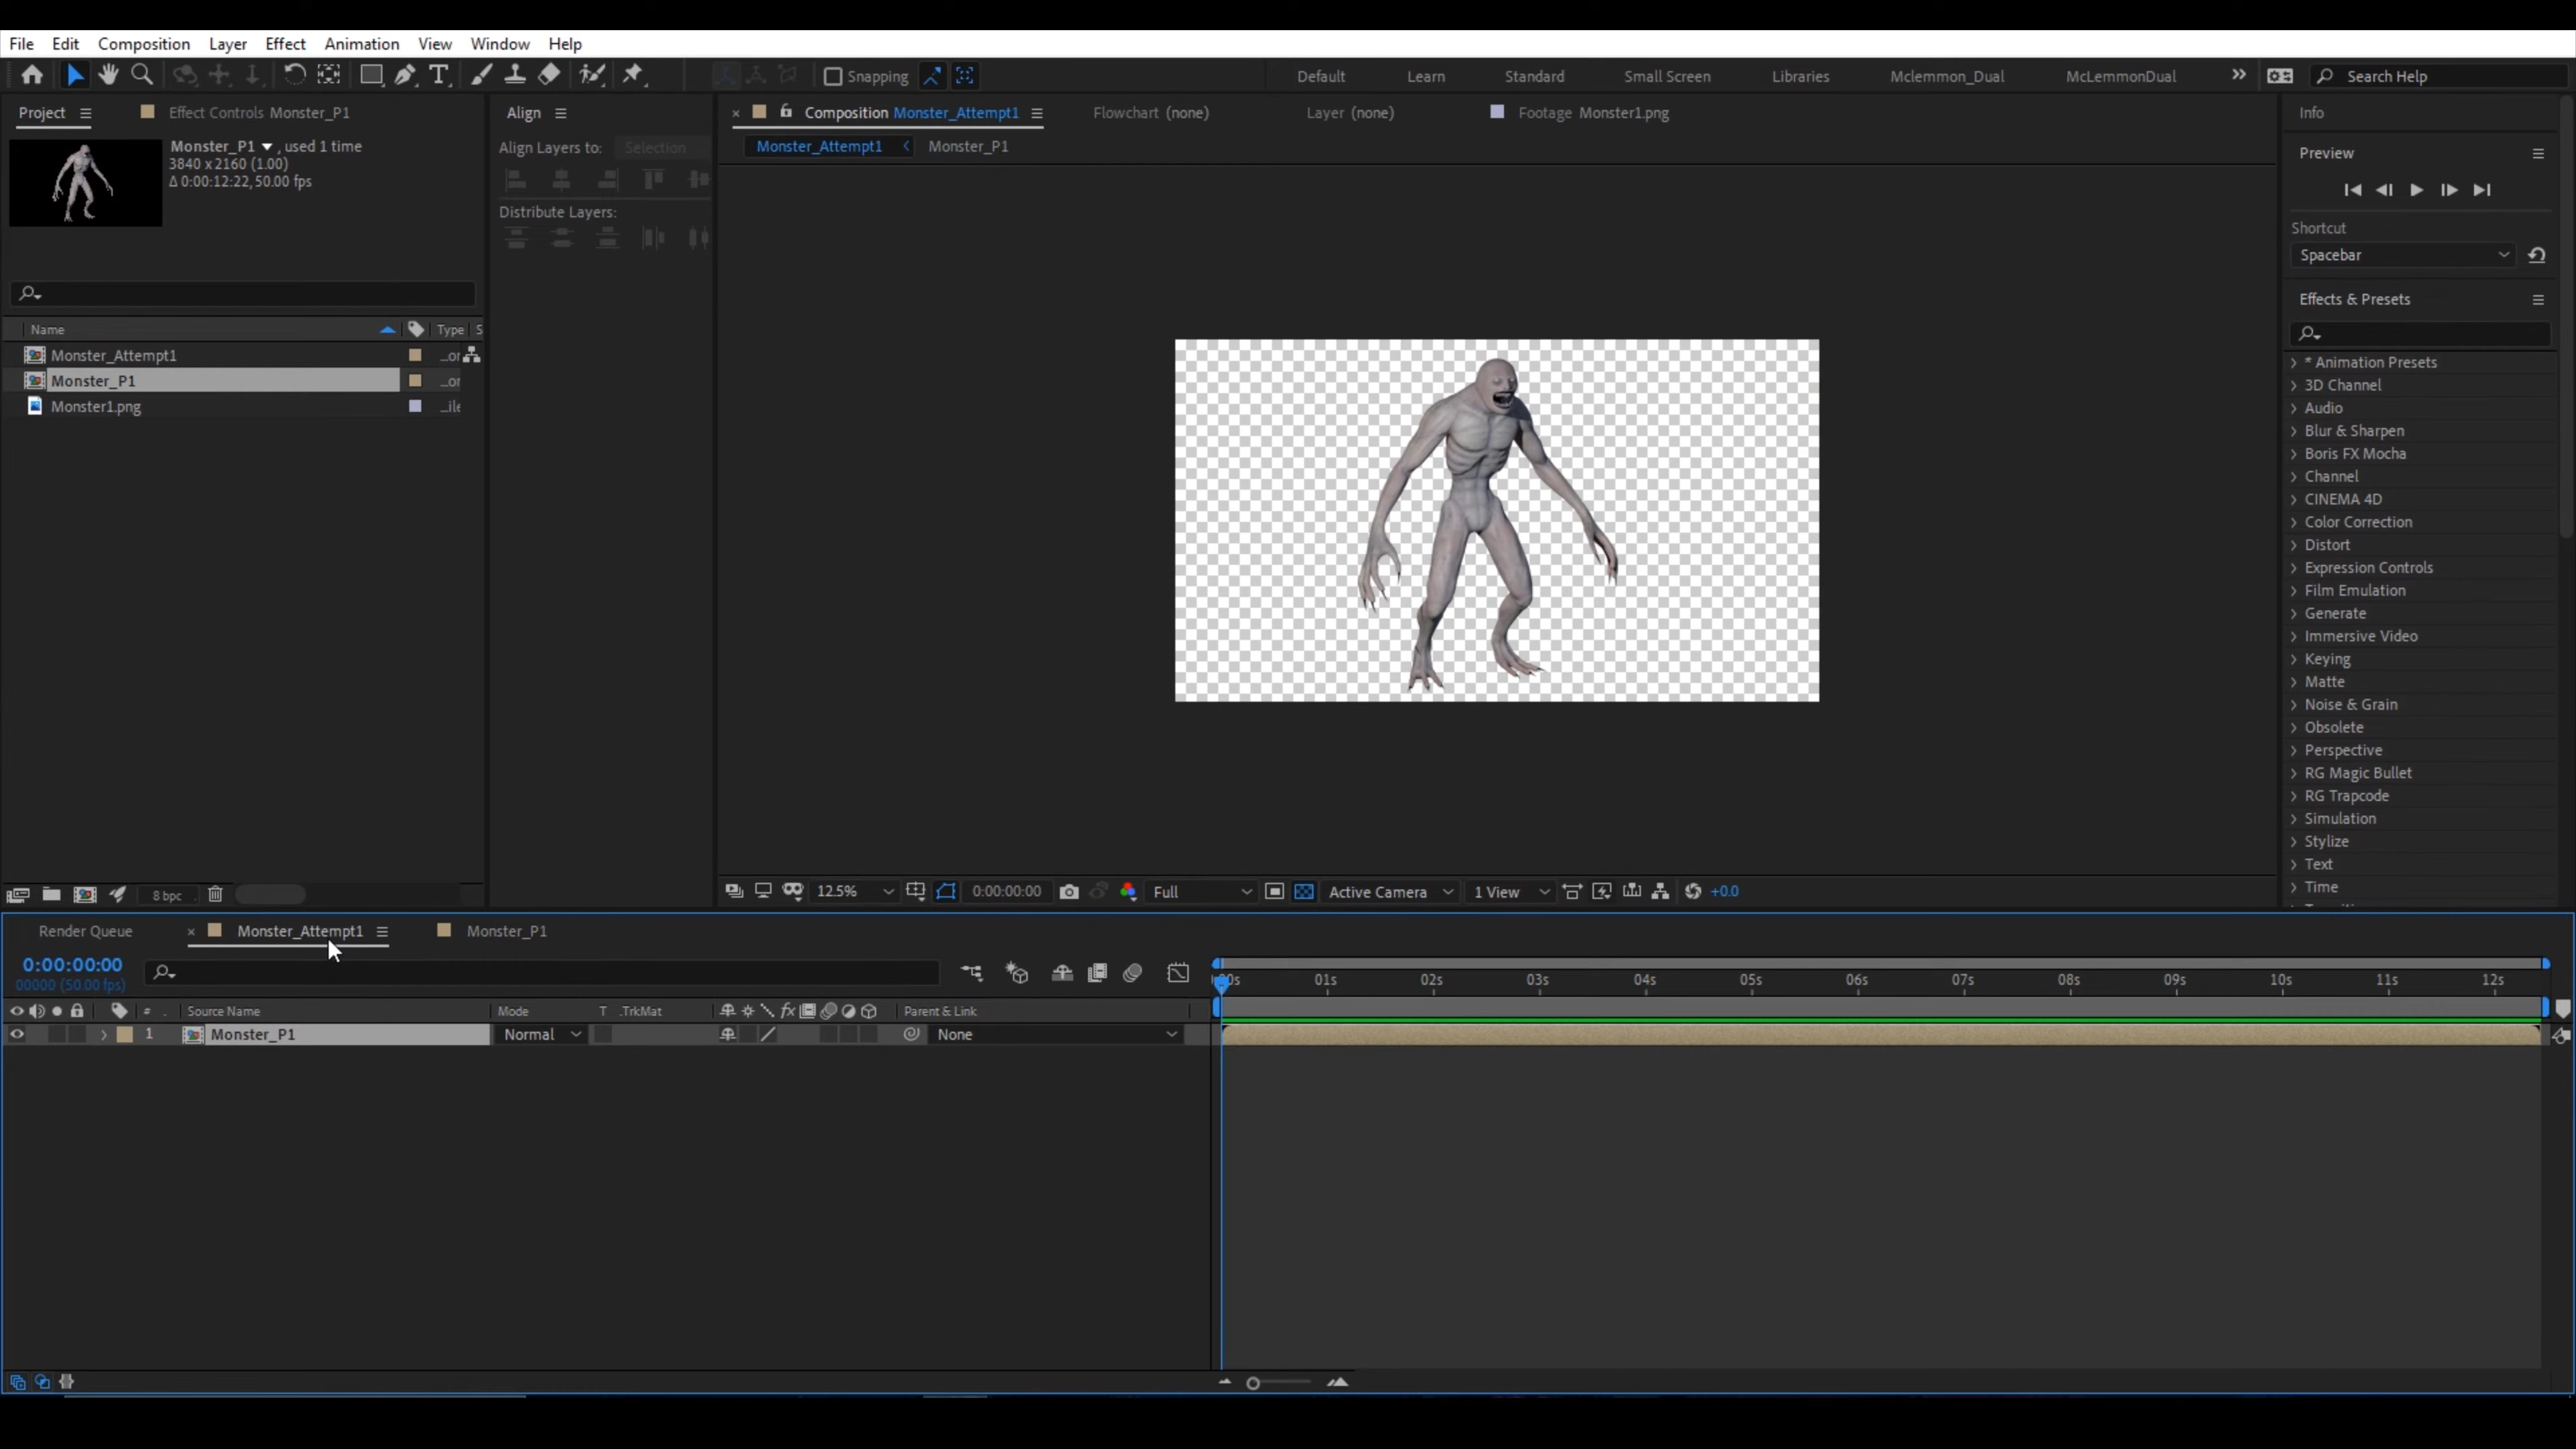 File Edit Composition Layer Effect Animation View Window Help
Snapping Default Learn Standard Small Screen Libraries Mclemmon_Dual McLemmonDual Search Help
Project Effect Controls Monster_P1
Monster_P1 , used 1 time
3840 x 2160 (1.00)
Δ 0:00:12:22, 50.00 fps
Name Type S
Monster_Attempt1 ...or
Monster_P1 ...or
Monster1.png ...ile
8 bpc
Align
Align Layers to: Selection
Distribute Layers:
Composition Monster_Attempt1 Flowchart (none) Layer (none) Footage Monster1.png
Monster_Attempt1 Monster_P1
12.5% 0:00:00:00 Full Active Camera 1 View +0.0
Info
Preview
Shortcut
Spacebar
Effects & Presets
* Animation Presets
3D Channel
Audio
Blur & Sharpen
Boris FX Mocha
Channel
CINEMA 4D
Color Correction
Distort
Expression Controls
Film Emulation
Generate
Immersive Video
Keying
Matte
Noise & Grain
Obsolete
Perspective
RG Magic Bullet
RG Trapcode
Simulation
Stylize
Text
Time
Render Queue Monster_Attempt1 Monster_P1
0:00:00:00
00000 (50.00 fps)
:00s 01s 02s 03s 04s 05s 06s 07s 08s 09s 10s 11s 12s
# . Source Name Mode T .TrkMat fx Parent & Link
1 Monster_P1 Normal None